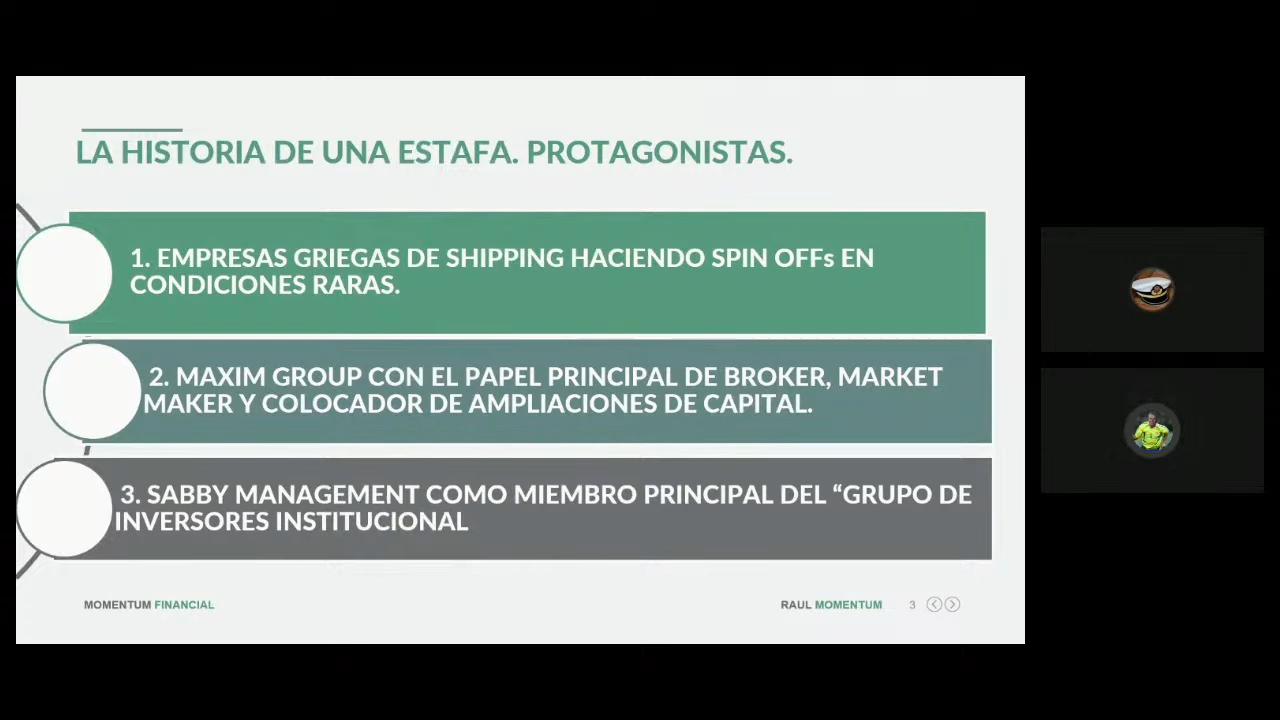 LA HISTORIA DE UNA ESTAFA. PROTAGONISTAS.
1. EMPRESAS GRIEGAS DE SHIPPING HACIENDO SPIN OFFs EN
CONDICIONES RARAS.
2. MAXIM GROUP CON EL PAPEL PRINCIPAL DE BROKER, MARKET
MAKER Y COLOCADOR DE AMPLIACIONES DE CAPITAL.
3. SABBY MANAGEMENT COMO MIEMBRO PRINCIPAL DEL “GRUPO DE
INVERSORES INSTITUCIONAL
MOMENTUM FINANCIAL
RAUL MOMENTUM 3